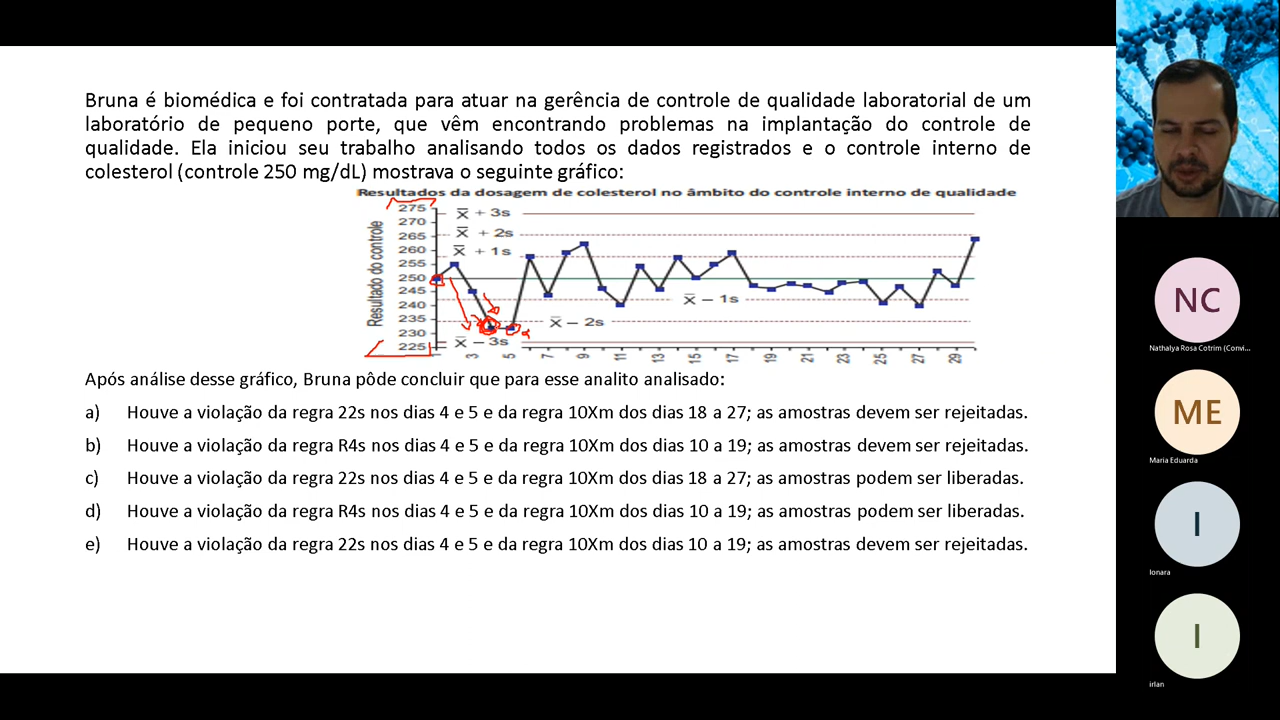 Bruna é biomédica e foi contratada para atuar na gerência de controle de qualidade laboratorial de um
laboratório de pequeno porte, que vêm encontrando problemas na implantação do controle de
qualidade. Ela iniciou seu trabalho analisando todos os dados registrados e o controle interno de
colesterol (controle 250 mg/dL) mostrava o seguinte gráfico:
Resultados da dosagem de colesterol no âmbito do controle interno de qualidade
Resultado do controle
275
270
265
260
255
250
245
240
235
230
225
X̅ + 3s
X̅ + 2s
X̅ + 1s
X̅ − 1s
X̅ − 2s
X̅ − 3s
1 3 5 7 9 11 13 15 17 19 21 23 25 27 29
Após análise desse gráfico, Bruna pôde concluir que para esse analito analisado:
a) Houve a violação da regra 22s nos dias 4 e 5 e da regra 10Xm dos dias 18 a 27; as amostras devem ser rejeitadas.
b) Houve a violação da regra R4s nos dias 4 e 5 e da regra 10Xm dos dias 10 a 19; as amostras devem ser rejeitadas.
c) Houve a violação da regra 22s nos dias 4 e 5 e da regra 10Xm dos dias 18 a 27; as amostras podem ser liberadas.
d) Houve a violação da regra R4s nos dias 4 e 5 e da regra 10Xm dos dias 10 a 19; as amostras podem ser liberadas.
e) Houve a violação da regra 22s nos dias 4 e 5 e da regra 10Xm dos dias 10 a 19; as amostras devem ser rejeitadas.
NC
Nathalya Rosa Cotrim (Convi...
ME
Maria Eduarda
I
Ionara
I
irlan